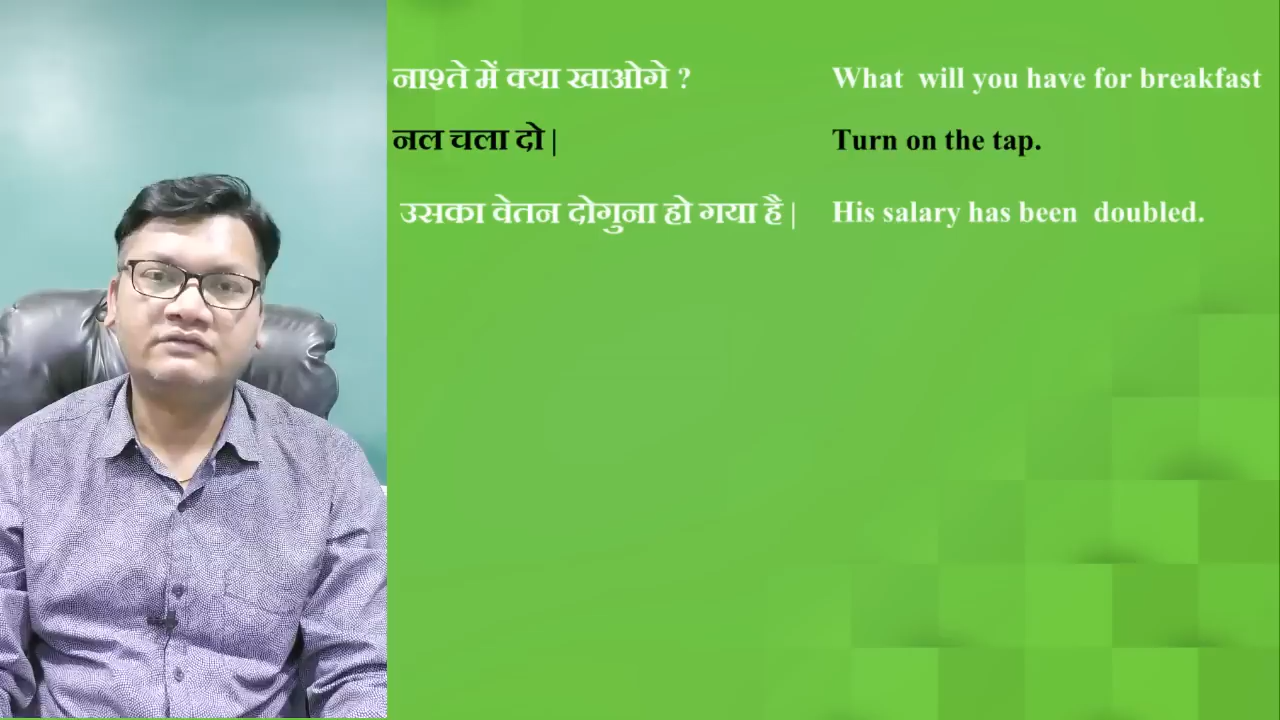 नाश्ते में क्या खाओगे ? What will you have for breakfast
नल चला दो | Turn on the tap.
उसका वेतन दोगुना हो गया है | His salary has been doubled.